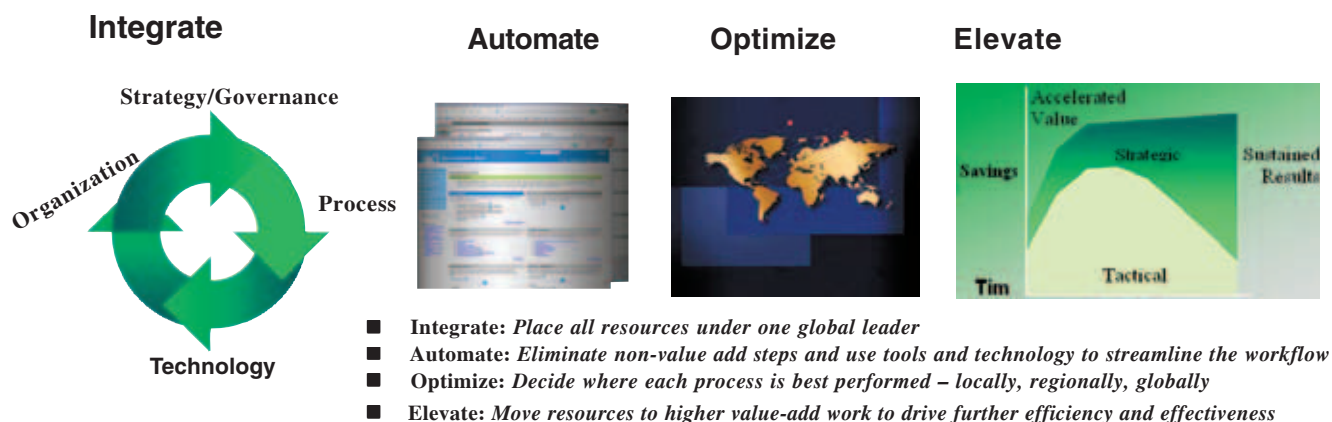 Integrate
Automate
Optimize
Elevate
Strategy/Governance
Organization
Process
Technology
Accelerated
Value
Savings
Strategic
Sustained
Results
Tactical
Tim
■ Integrate: Place all resources under one global leader
■ Automate: Eliminate non-value add steps and use tools and technology to streamline the workflow
■ Optimize: Decide where each process is best performed – locally, regionally, globally
■ Elevate: Move resources to higher value-add work to drive further efficiency and effectiveness